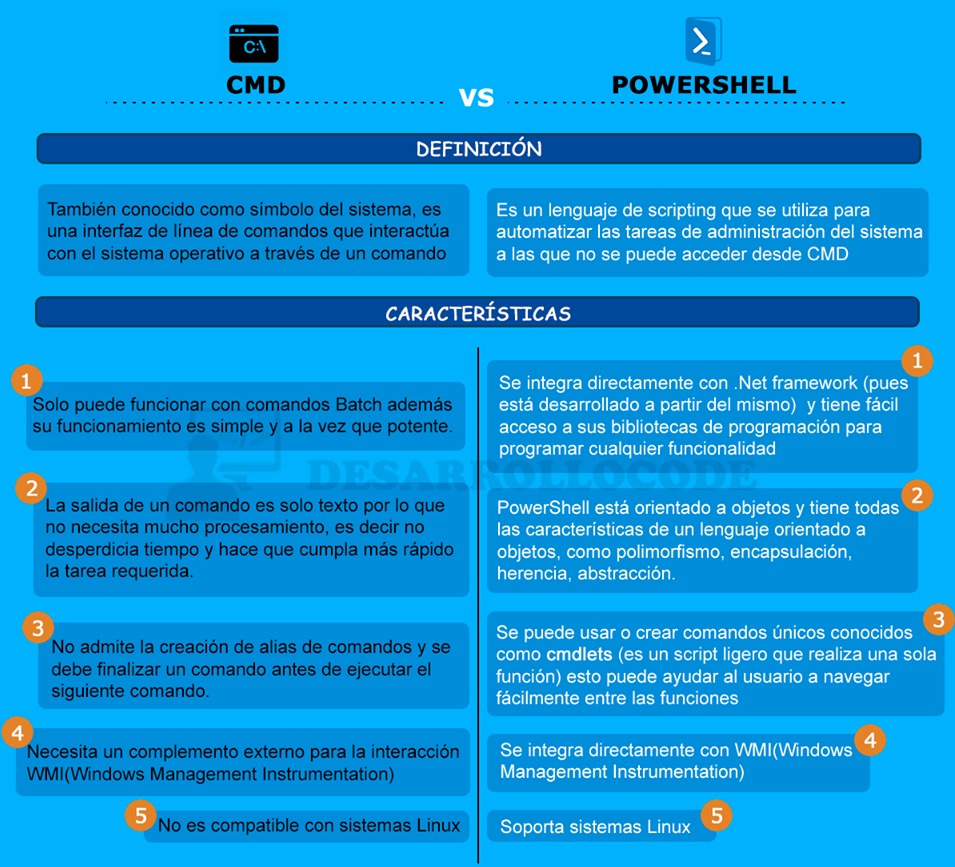 C:\
CMD
VS
POWERSHELL
DEFINICIÓN
También conocido como símbolo del sistema, es
una interfaz de línea de comandos que interactúa
con el sistema operativo a través de un comando
Es un lenguaje de scripting que se utiliza para
automatizar las tareas de administración del sistema
a las que no se puede acceder desde CMD
CARACTERÍSTICAS
1
Solo puede funcionar con comandos Batch además
su funcionamiento es simple y a la vez que potente.
2
La salida de un comando es solo texto por lo que
no necesita mucho procesamiento, es decir no
desperdicia tiempo y hace que cumpla más rápido
la tarea requerida.
3
No admite la creación de alias de comandos y se
debe finalizar un comando antes de ejecutar el
siguiente comando.
4
Necesita un complemento externo para la interacción
WMI(Windows Management Instrumentation)
5
No es compatible con sistemas Linux
1
Se integra directamente con .Net framework (pues
está desarrollado a partir del mismo) y tiene fácil
acceso a sus bibliotecas de programación para
programar cualquier funcionalidad
2
PowerShell está orientado a objetos y tiene todas
las características de un lenguaje orientado a
objetos, como polimorfismo, encapsulación,
herencia, abstracción.
3
Se puede usar o crear comandos únicos conocidos
como cmdlets (es un script ligero que realiza una sola
función) esto puede ayudar al usuario a navegar
fácilmente entre las funciones
4
Se integra directamente con WMI(Windows
Management Instrumentation)
5
Soporta sistemas Linux
DESARROLLOCODE